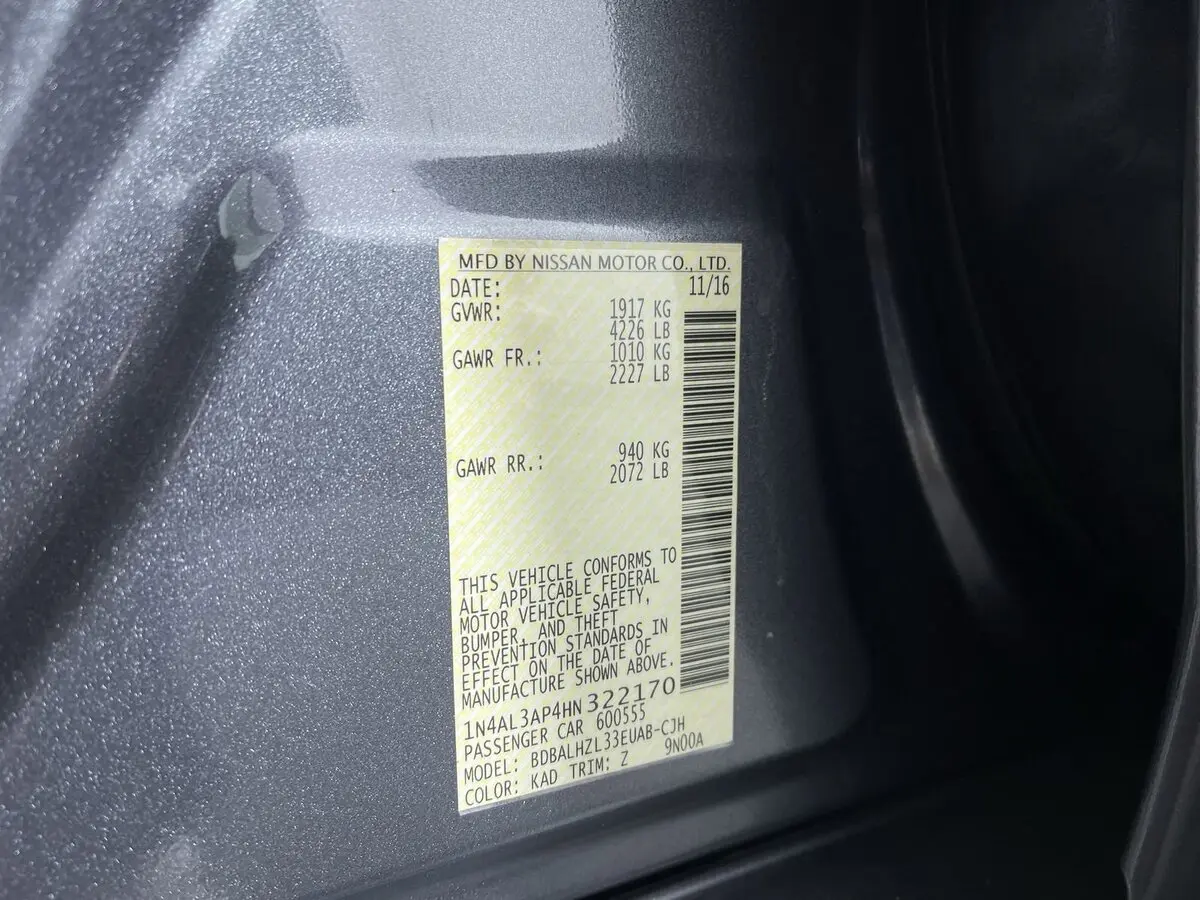 MFD BY NISSAN MOTOR CO., LTD.
DATE: 11/16
GVWR: 1917 KG
4226 LB
GAWR FR.: 1010 KG
2227 LB
GAWR RR.: 940 KG
2072 LB
THIS VEHICLE CONFORMS TO
ALL APPLICABLE FEDERAL
MOTOR VEHICLE SAFETY,
BUMPER, AND THEFT
PREVENTION STANDARDS IN
EFFECT ON THE DATE OF
MANUFACTURE SHOWN ABOVE.
1N4AL3AP4HN322170
PASSENGER CAR 600555
MODEL: BDBALHZL33EUAB-CJH
COLOR: KAD TRIM: Z 9N00A